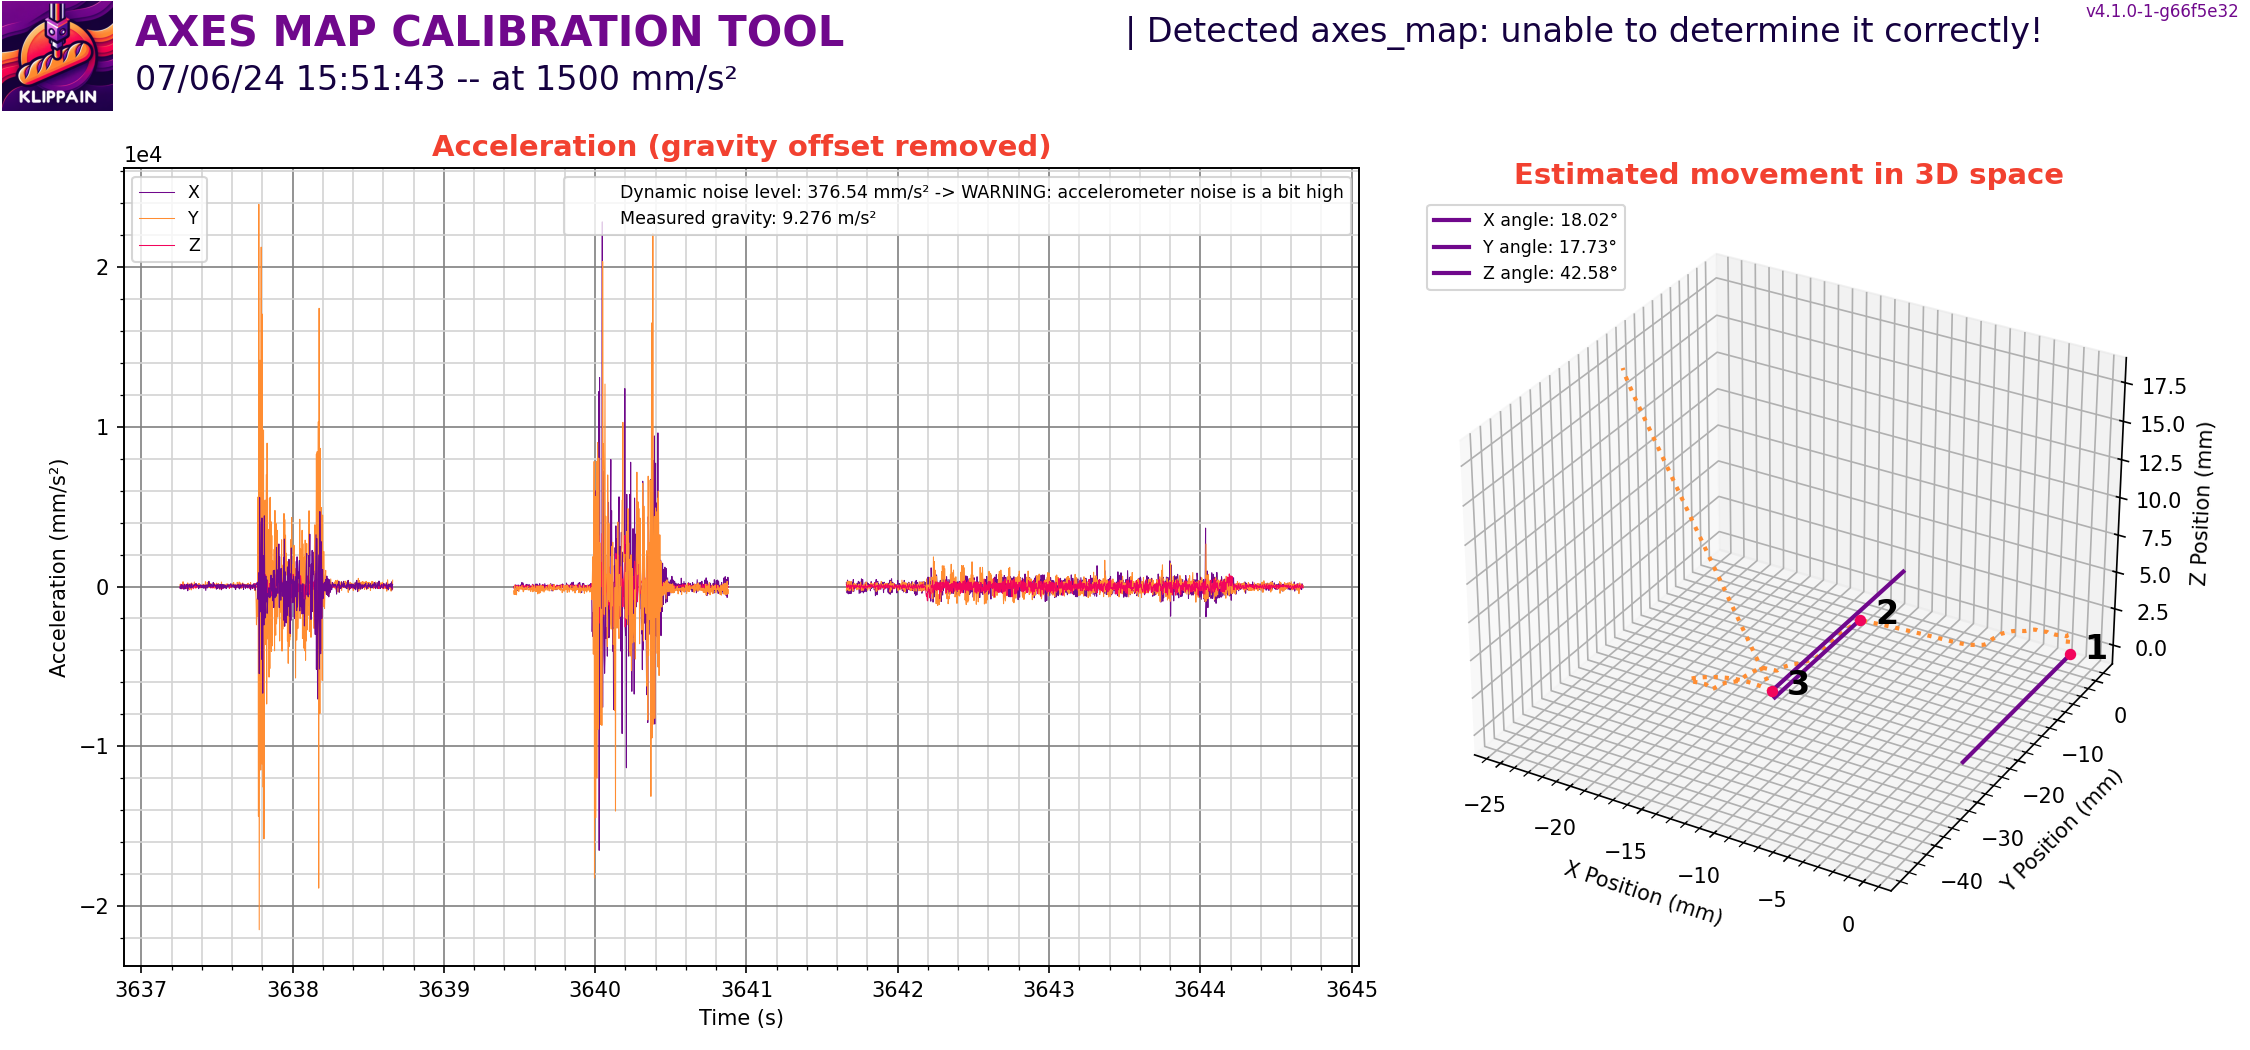 KLIPPAIN
AXES MAP CALIBRATION TOOL
07/06/24 15:51:43 -- at 1500 mm/s²
| Detected axes_map: unable to determine it correctly!
v4.1.0-1-g66f5e32
Acceleration (gravity offset removed)
1e4
X
Y
Z
Dynamic noise level: 376.54 mm/s² -> WARNING: accelerometer noise is a bit high
Measured gravity: 9.276 m/s²
2
1
0
−1
−2
Acceleration (mm/s²)
3637 3638 3639 3640 3641 3642 3643 3644 3645
Time (s)
Estimated movement in 3D space
X angle: 18.02°
Y angle: 17.73°
Z angle: 42.58°
1
2
3
17.5
15.0
12.5
10.0
7.5
5.0
2.5
0.0
Z Position (mm)
0
−10
−20
−30
−40
Y Position (mm)
−25
−20
−15
−10
−5
0
X Position (mm)